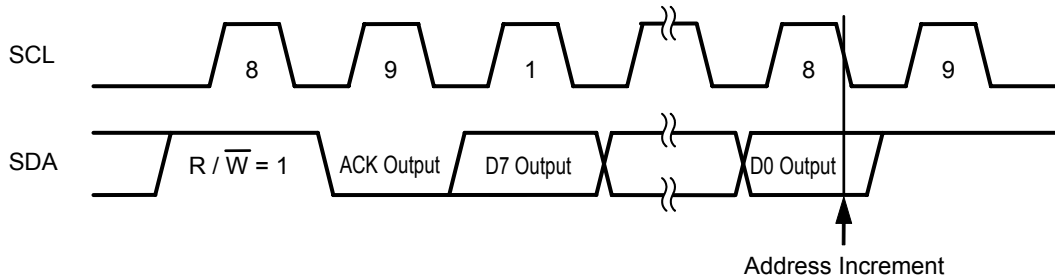 SCL
8
9
1
8
9
SDA
R / W̅ = 1
ACK Output
D7 Output
D0 Output
Address Increment